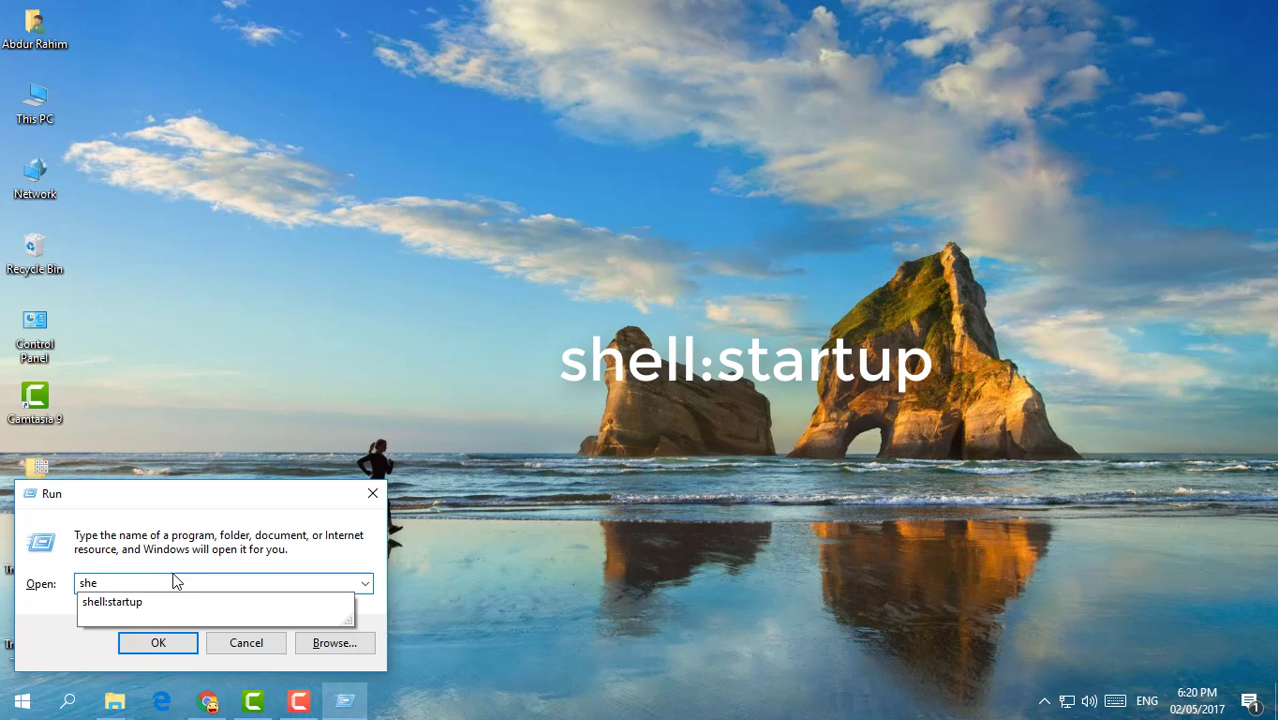 Abdur Rahim
This PC
Network
Recycle Bin
Control
Panel
Camtasia 9
shell:startup
Run
Type the name of a program, folder, document, or Internet
resource, and Windows will open it for you.
Open:
she
shell:startup
OK
Cancel
Browse...
ENG
6:20 PM
02/05/2017
1